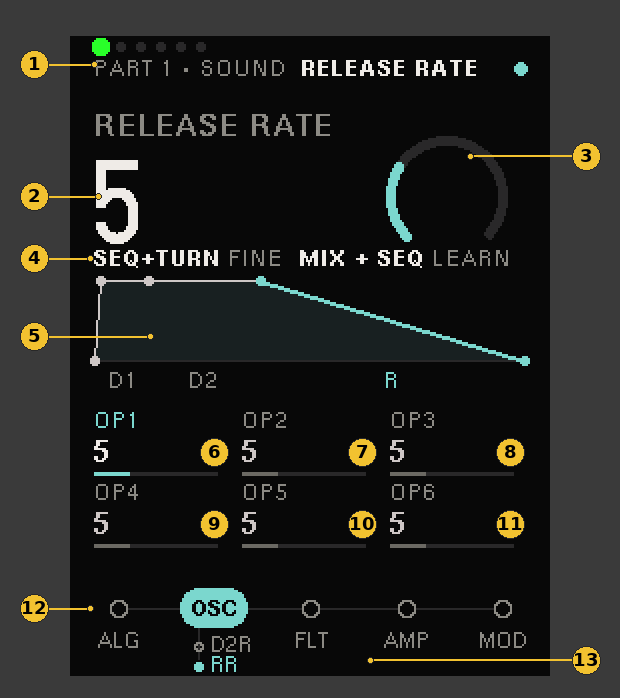 1 PART 1 · SOUND RELEASE RATE
RELEASE RATE
3
2 5
4 SEQ+TURN FINE MIX + SEQ LEARN
5
D1 D2 R
OP1 OP2 OP3
5 6 5 7 5 8
OP4 OP5 OP6
5 9 5 10 5 11
12 OSC
ALG D2R FLT AMP MOD
RR 13